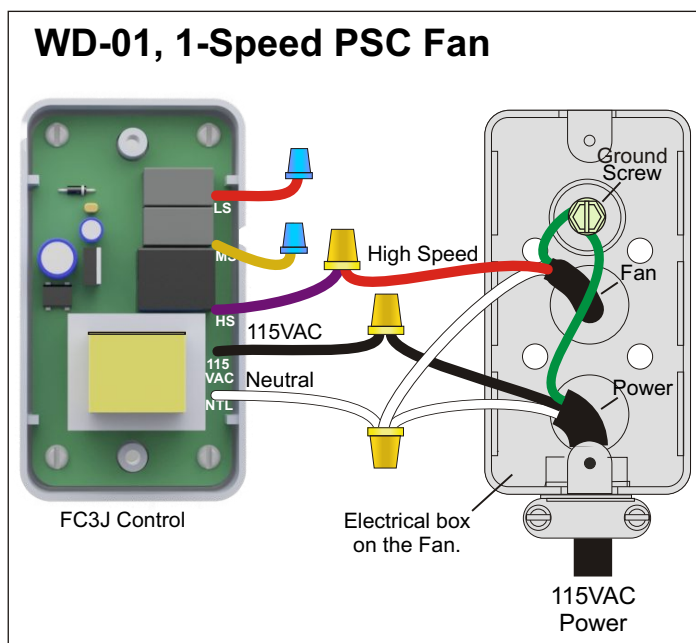 WD-01, 1-Speed PSC Fan
LS
MS
HS
115
VAC
NTL
High Speed
115VAC
Neutral
Ground
Screw
Fan
Power
FC3J Control
Electrical box
on the Fan.
115VAC
Power